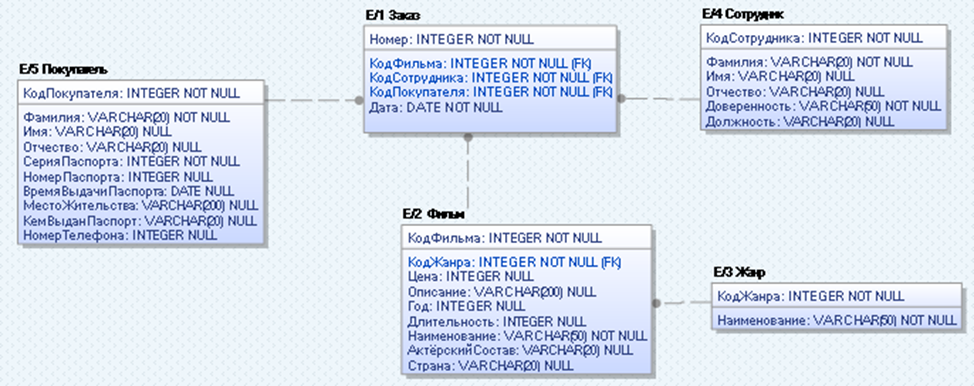 E/1 Заказ
Номер: INTEGER NOT NULL
КодФильма: INTEGER NOT NULL (FK)
КодСотрудника: INTEGER NOT NULL (FK)
КодПокупателя: INTEGER NOT NULL (FK)
Дата: DATE NOT NULL
E/4 Сотрудник
КодСотрудника: INTEGER NOT NULL
Фамилия: VARCHAR(20) NOT NULL
Имя: VARCHAR(20) NULL
Отчество: VARCHAR(20) NULL
Доверенность: VARCHAR(50) NOT NULL
Должность: VARCHAR(20) NULL
E/5 Покупатель
КодПокупателя: INTEGER NOT NULL
Фамилия: VARCHAR(20) NOT NULL
Имя: VARCHAR(20) NULL
Отчество: VARCHAR(20) NULL
СерияПаспорта: INTEGER NOT NULL
НомерПаспорта: INTEGER NOT NULL
ВремяВыдачиПаспорта: DATE NULL
МестоЖительства: VARCHAR(200) NULL
КемВыданПаспорт: VARCHAR(20) NULL
НомерТелефона: INTEGER NULL
E/2 Фильм
КодФильма: INTEGER NOT NULL
КодЖанра: INTEGER NOT NULL (FK)
Цена: INTEGER NULL
Описание: VARCHAR(200) NULL
Год: INTEGER NULL
Длительность: INTEGER NULL
Наименование: VARCHAR(50) NOT NULL
АктёрскийСостав: VARCHAR(20) NULL
Страна: VARCHAR(20) NULL
E/3 Жанр
КодЖанра: INTEGER NOT NULL
Наименование: VARCHAR(50) NOT NULL